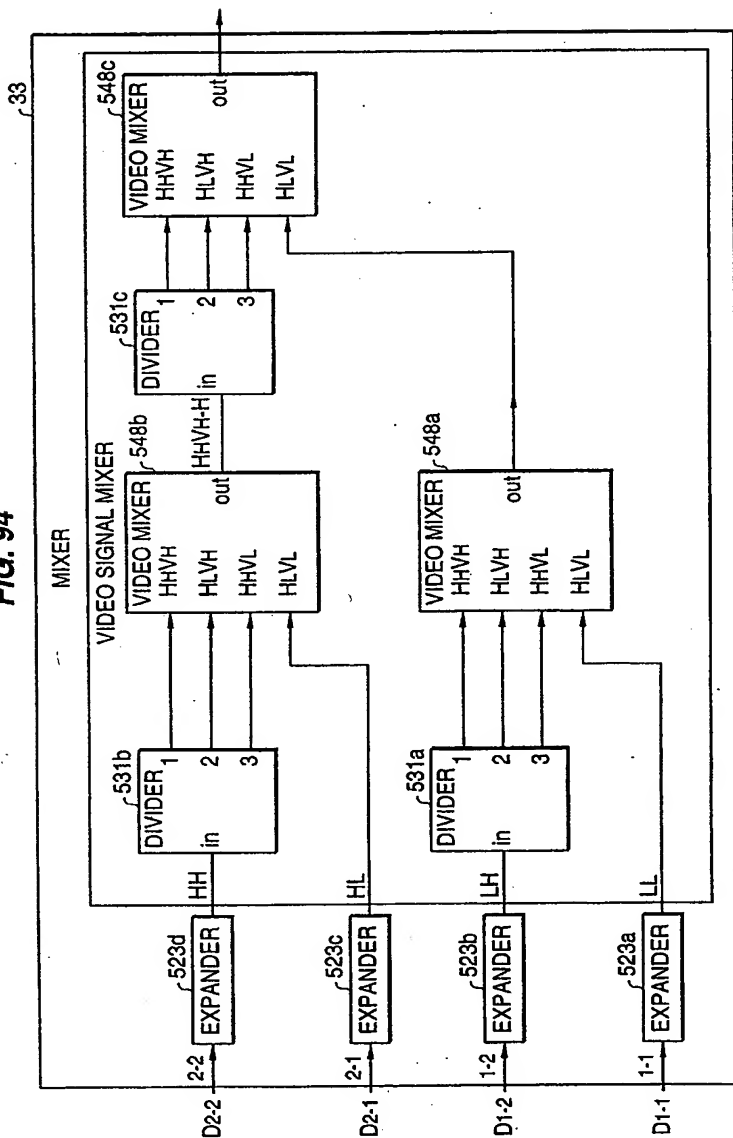 FIG. 94
33
MIXER
VIDEO SIGNAL MIXER
548c
VIDEO MIXER
HHVH
HLVH
HHVL
HLVL
out
531c
DIVIDER
in
1
2
3
HHVH-H
548b
VIDEO MIXER
HHVH
HLVH
HHVL
HLVL
out
531b
DIVIDER
in
1
2
3
548a
VIDEO MIXER
HHVH
HLVH
HHVL
HLVL
out
531a
DIVIDER
in
1
2
3
HH
HL
LH
LL
523d
EXPANDER
523c
EXPANDER
523b
EXPANDER
523a
EXPANDER
2-2
2-1
1-2
1-1
D2-2
D2-1
D1-2
D1-1